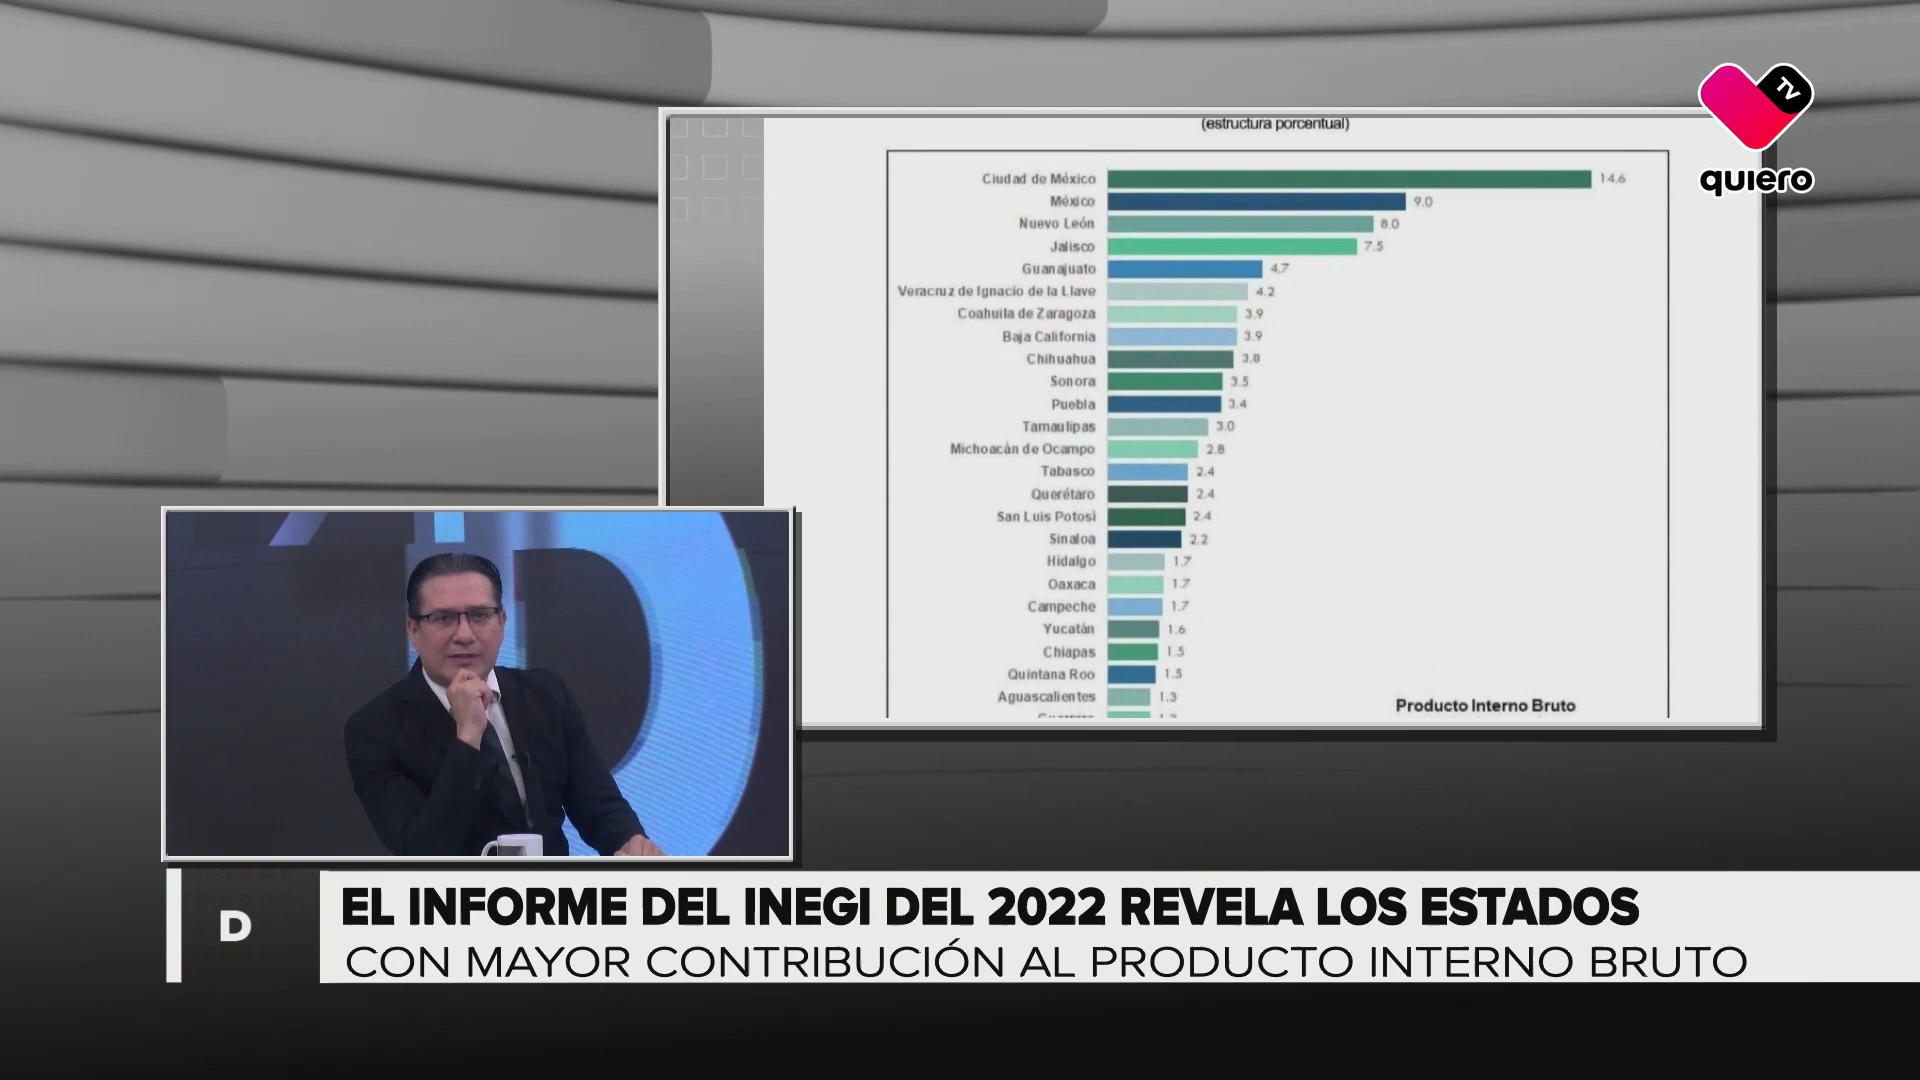 TV
quiero
(estructura porcentual)
Ciudad de México 14.6
México 9.0
Nuevo León 8.0
Jalisco 7.5
Guanajuato 4.7
Veracruz de Ignacio de la Llave 4.2
Coahuila de Zaragoza 3.9
Baja California 3.9
Chihuahua 3.8
Sonora 3.5
Puebla 3.4
Tamaulipas 3.0
Michoacán de Ocampo 2.8
Tabasco 2.4
Querétaro 2.4
San Luis Potosí 2.4
Sinaloa 2.2
Hidalgo 1.7
Oaxaca 1.7
Campeche 1.7
Yucatán 1.6
Chiapas 1.5
Quintana Roo 1.5
Aguascalientes 1.3
Producto Interno Bruto
D
EL INFORME DEL INEGI DEL 2022 REVELA LOS ESTADOS
CON MAYOR CONTRIBUCIÓN AL PRODUCTO INTERNO BRUTO